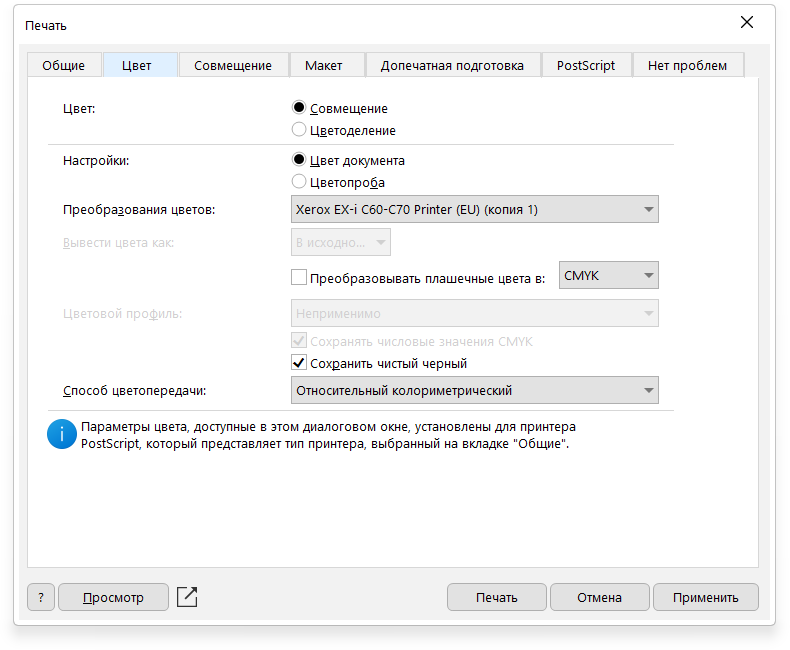 Печать
Общие Цвет Совмещение Макет Допечатная подготовка PostScript Нет проблем
Цвет: Совмещение
Цветоделение
Настройки: Цвет документа
Цветопроба
Преобразования цветов: Xerox EX-i C60-C70 Printer (EU) (копия 1)
Вывести цвета как: В исходно...
Преобразовывать плашечные цвета в: CMYK
Цветовой профиль: Неприменимо
Сохранять числовые значения CMYK
Сохранить чистый черный
Способ цветопередачи: Относительный колориметрический
i Параметры цвета, доступные в этом диалоговом окне, установлены для принтера
PostScript, который представляет тип принтера, выбранный на вкладке "Общие".
? Просмотр Печать Отмена Применить